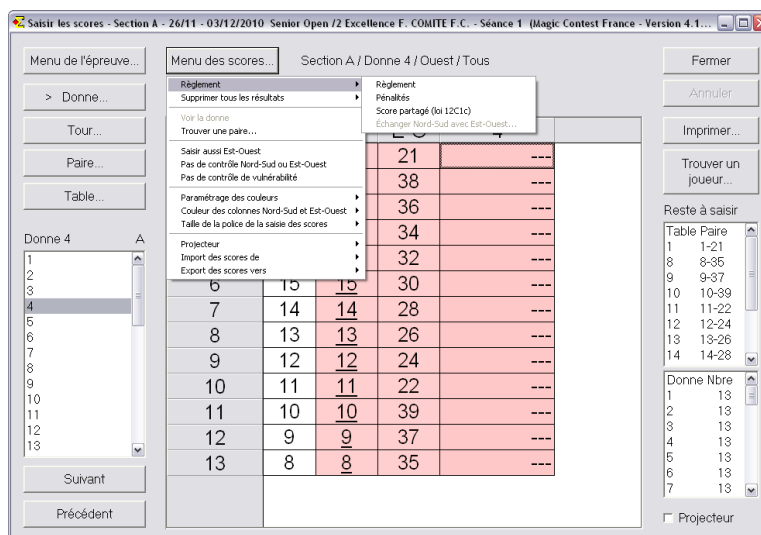 Saisir les scores - Section A - 26/11 - 03/12/2010 Senior Open /2 Excellence F. COMITE F.C. - Séance 1 (Magic Contest France - Version 4.1...
Menu de l'épreuve...
Menu des scores...
Section A / Donne 4 / Ouest / Tous
Fermer
> Donne...
Annuler
Tour...
Imprimer...
Paire...
Trouver un
joueur...
Table...
Règlement
Supprimer tous les résultats
Voir la donne
Trouver une paire...
Saisir aussi Est-Ouest
Pas de contrôle Nord-Sud ou Est-Ouest
Pas de contrôle de vulnérabilité
Paramétrage des couleurs
Couleur des colonnes Nord-Sud et Est-Ouest
Taille de la police de la saisie des scores
Projecteur
Import des scores de
Export des scores vers
Règlement
Pénalités
Score partagé (loi 12C1c)
Échanger Nord-Sud avec Est-Ouest...
21 ---
38 ---
36 ---
34 ---
32 ---
6 15 15 30 ---
7 14 14 28 ---
8 13 13 26 ---
9 12 12 24 ---
10 11 11 22 ---
11 10 10 39 ---
12 9 9 37 ---
13 8 8 35 ---
Donne 4 A
1
2
3
4
5
6
7
8
9
10
11
12
13
Suivant
Précédent
Reste à saisir
Table Paire
1 1-21
8 8-35
9 9-37
10 10-39
11 11-22
12 12-24
13 13-26
14 14-28
Donne Nbre
1 13
2 13
3 13
4 13
5 13
6 13
7 13
Projecteur